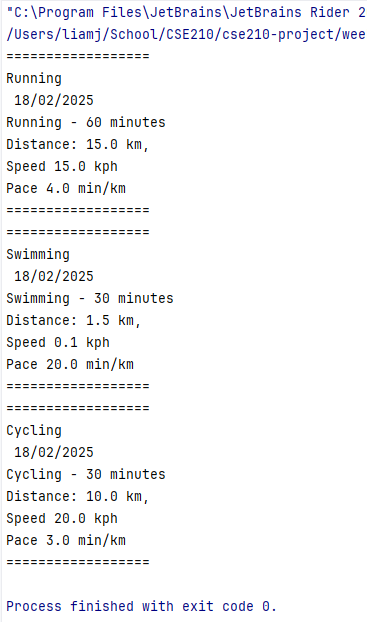 "C:\Program Files\JetBrains\JetBrains Rider 2
/Users/liamj/School/CSE210/cse210-project/wee
==================
Running
 18/02/2025
Running - 60 minutes
Distance: 15.0 km,
Speed 15.0 kph
Pace 4.0 min/km
==================
==================
Swimming
 18/02/2025
Swimming - 30 minutes
Distance: 1.5 km,
Speed 0.1 kph
Pace 20.0 min/km
==================
==================
Cycling
 18/02/2025
Cycling - 30 minutes
Distance: 10.0 km,
Speed 20.0 kph
Pace 3.0 min/km
==================
Process finished with exit code 0.